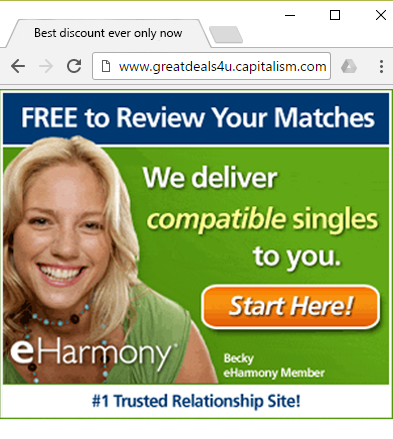 Best discount ever only now
www.greatdeals4u.capitalism.com
FREE to Review Your Matches
We deliver
compatible singles
to you.
Start Here!
eHarmony®
Becky
eHarmony Member
#1 Trusted Relationship Site!